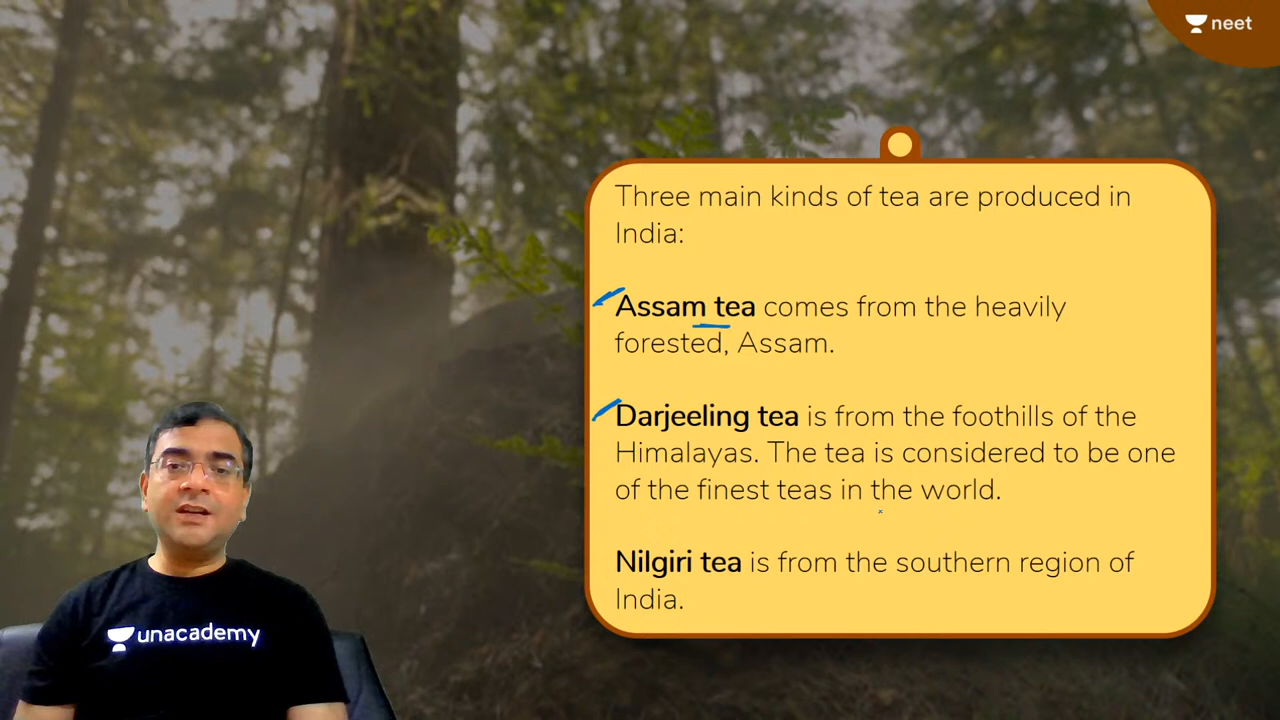 neet
Three main kinds of tea are produced in
India:
Assam tea comes from the heavily
forested, Assam.
Darjeeling tea is from the foothills of the
Himalayas. The tea is considered to be one
of the finest teas in the world.
Nilgiri tea is from the southern region of
India.
unacademy